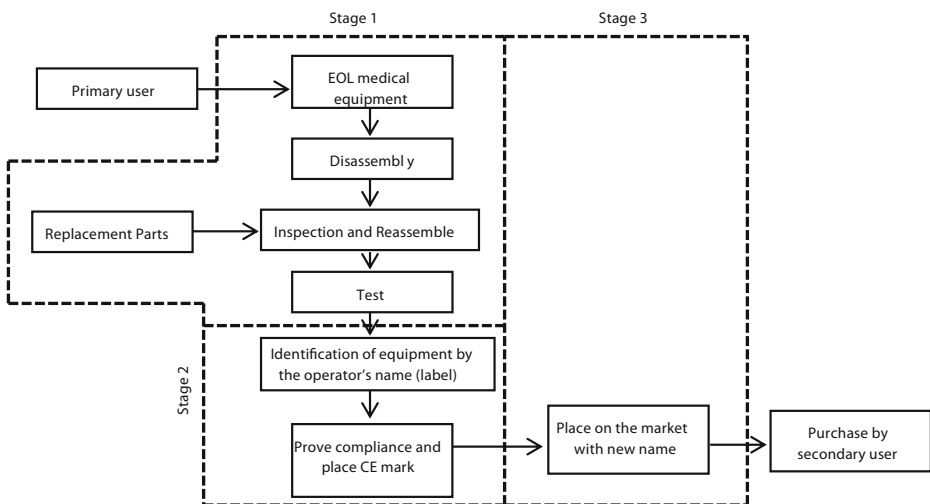 Stage 1
Stage 3
Primary user
EOL medical
equipment
Disassembl y
Replacement Parts
Inspection and Reassemble
Test
Stage 2
Identification of equipment by
the operator's name (label)
Prove compliance and
place CE mark
Place on the market
with new name
Purchase by
secondary user